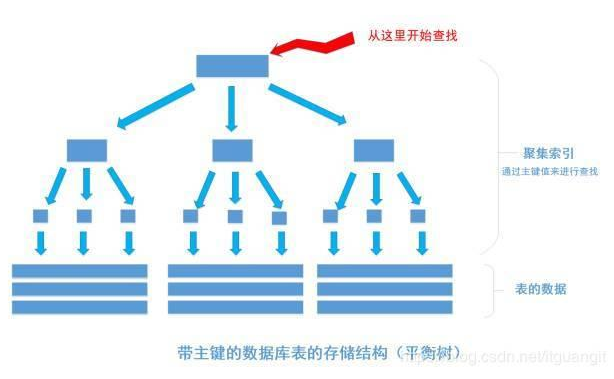 从这里开始查找
聚集索引
通过主键值来进行查找
表的数据
带主键的数据库表的存储结构（平衡树）
https://blog.csdn.net/itguangit